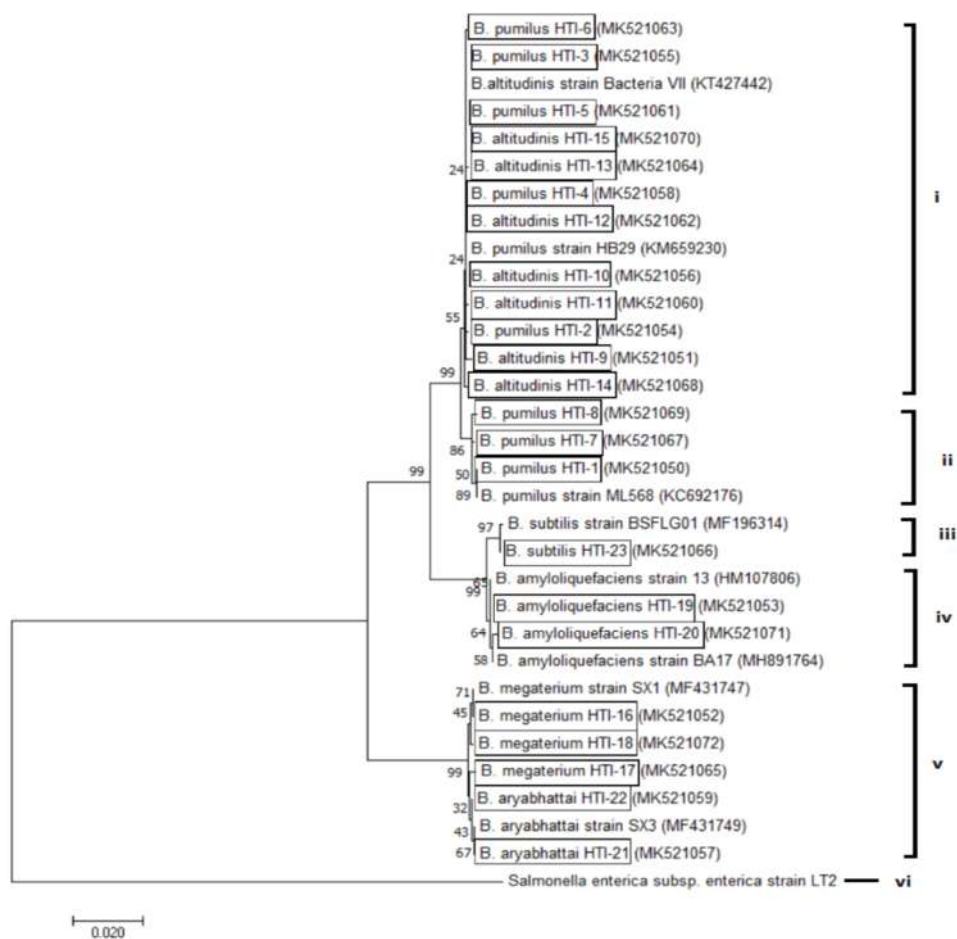 B. pumilus HTI-6 (MK521063)
B. pumilus HTI-3 (MK521055)
B.altitudinis strain Bacteria VII (KT427442)
B. pumilus HTI-5 (MK521061)
B. altitudinis HTI-15 (MK521070)
B. altitudinis HTI-13 (MK521064)
24
B. pumilus HTI-4 (MK521058)
i
B. altitudinis HTI-12 (MK521062)
B. pumilus strain HB29 (KM659230)
24
B. altitudinis HTI-10 (MK521056)
B. altitudinis HTI-11 (MK521060)
55
B. pumilus HTI-2 (MK521054)
B. altitudinis HTI-9 (MK521051)
99
B. altitudinis HTI-14 (MK521068)
B. pumilus HTI-8 (MK521069)
B. pumilus HTI-7 (MK521067)
86
ii
99
B. pumilus HTI-1 (MK521050)
50
89
B. pumilus strain ML568 (KC692176)
97
B. subtilis strain BSFLG01 (MF196314)
iii
B. subtilis HTI-23 (MK521066)
65
B. amyloliquefaciens strain 13 (HM107806)
99
B. amyloliquefaciens HTI-19 (MK521053)
iv
64
B. amyloliquefaciens HTI-20 (MK521071)
58
B. amyloliquefaciens strain BA17 (MH891764)
71
B. megaterium strain SX1 (MF431747)
45
B. megaterium HTI-16 (MK521052)
B. megaterium HTI-18 (MK521072)
v
99
B. megaterium HTI-17 (MK521065)
B. aryabhattai HTI-22 (MK521059)
32
B. aryabhattai strain SX3 (MF431749)
43
67
B. aryabhattai HTI-21 (MK521057)
Salmonella enterica subsp. enterica strain LT2
vi
0.020